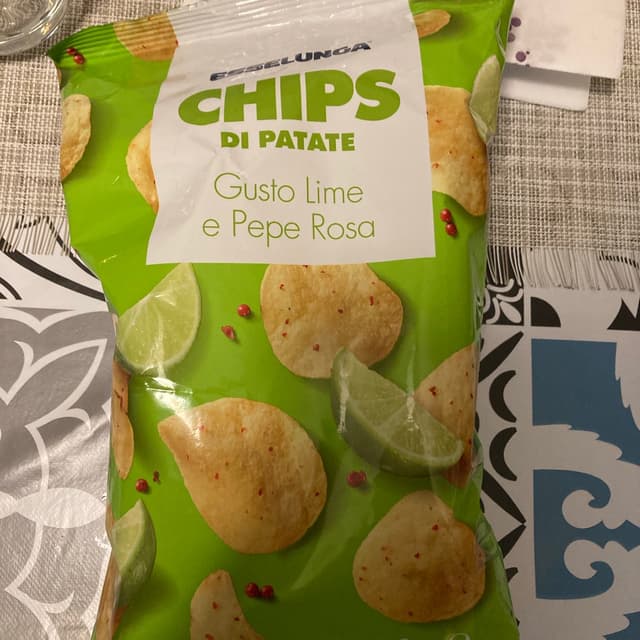 ESSELUNGA
CHIPS
DI PATATE
Gusto Lime
e Pepe Rosa